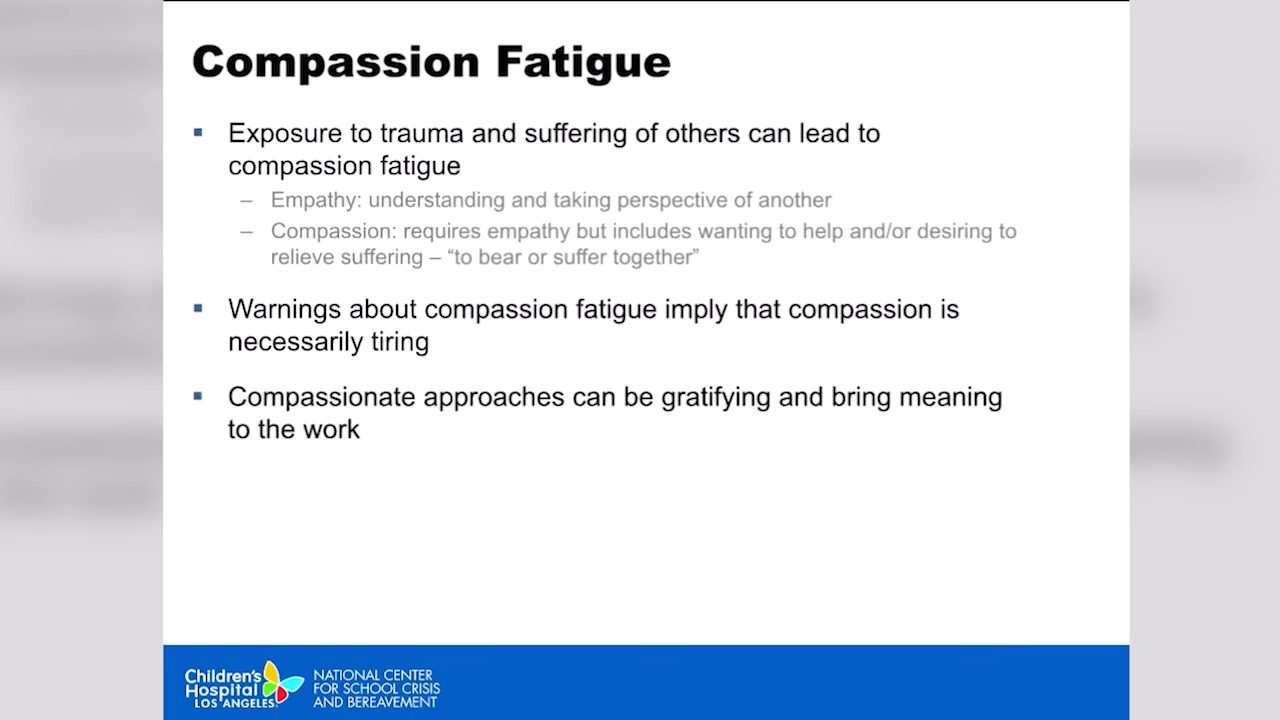 Compassion Fatigue
▪ Exposure to trauma and suffering of others can lead to
compassion fatigue
– Empathy: understanding and taking perspective of another
– Compassion: requires empathy but includes wanting to help and/or desiring to
relieve suffering – “to bear or suffer together”
▪ Warnings about compassion fatigue imply that compassion is
necessarily tiring
▪ Compassionate approaches can be gratifying and bring meaning
to the work
Children's
Hospital
LOS ANGELES
NATIONAL CENTER
FOR SCHOOL CRISIS
AND BEREAVEMENT